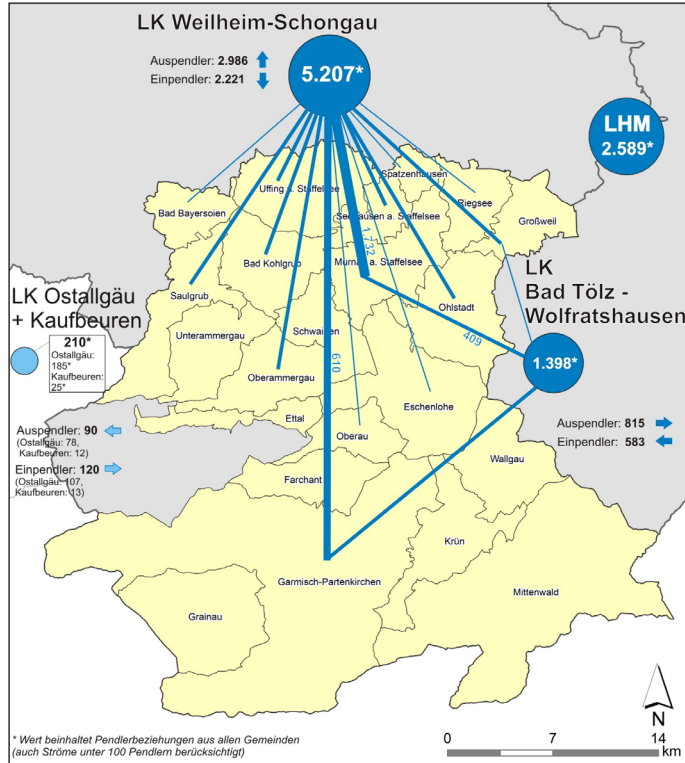 LK Weilheim-Schongau
Auspendler: 2.986
Einpendler: 2.221
5.207*
LHM
2.589*
Spatzenhausen
Uffing a. Staffelsee
Riegsee
Bad Bayersoien
Seehausen a. Staffelsee
Großweil
1.732
Bad Kohlgrub
Murnau a. Staffelsee
LK Ostallgäu
+ Kaufbeuren
Saulgrub
Ohlstadt
LK
Bad Tölz -
Wolfratshausen
210*
Ostallgäu:
185*
Kaufbeuren:
25*
Unterammergau
Schwaigen
409
1.398*
610
Oberammergau
Eschenlohe
Ettal
Oberau
Auspendler: 90
(Ostallgäu: 78,
Kaufbeuren: 12)
Einpendler: 120
(Ostallgäu: 107,
Kaufbeuren: 13)
Auspendler: 815
Einpendler: 583
Wallgau
Farchant
Krün
Garmisch-Partenkirchen
Mittenwald
Grainau
N
* Wert beinhaltet Pendlerbeziehungen aus allen Gemeinden
(auch Ströme unter 100 Pendlern berücksichtigt)
0 7 14
km